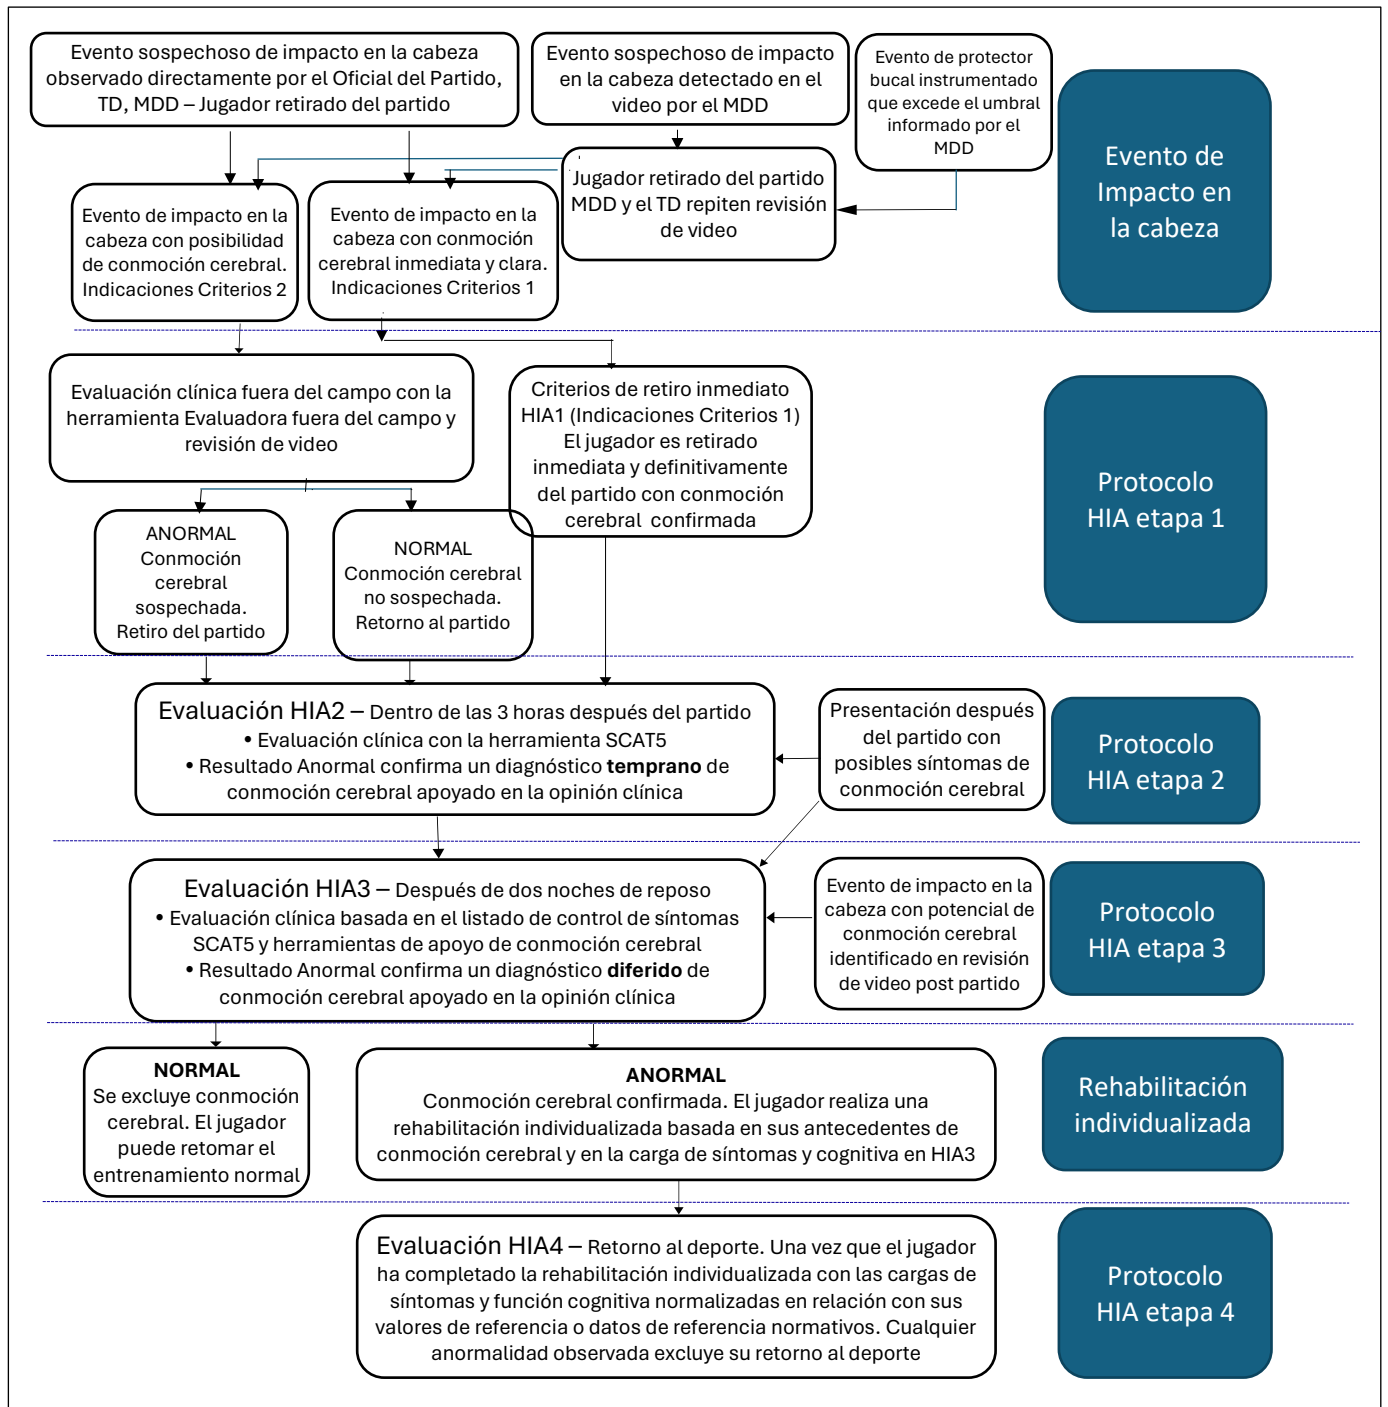 Evento sospechoso de impacto en la cabeza
observado directamente por el Oficial del Partido,
TD, MDD – Jugador retirado del partido
Evento sospechoso de impacto
en la cabeza detectado en el
video por el MDD
Evento de protector
bucal instrumentado
que excede el umbral
informado por el
MDD
Evento de
Impacto en
la cabeza
Jugador retirado del partido
MDD y el TD repiten revisión
de video
Evento de impacto en la
cabeza con posibilidad
de conmoción cerebral.
Indicaciones Criterios 2
Evento de impacto en la
cabeza con conmoción
cerebral inmediata y clara.
Indicaciones Criterios 1
Evaluación clínica fuera del campo con la
herramienta Evaluadora fuera del campo y
revisión de video
Criterios de retiro inmediato
HIA1 (Indicaciones Criterios 1)
El jugador es retirado
inmediata y definitivamente
del partido con conmoción
cerebral confirmada
Protocolo
HIA etapa 1
ANORMAL
Conmoción
cerebral
sospechada.
Retiro del partido
NORMAL
Conmoción cerebral
no sospechada.
Retorno al partido
Evaluación HIA2 – Dentro de las 3 horas después del partido
• Evaluación clínica con la herramienta SCAT5
• Resultado Anormal confirma un diagnóstico temprano de
conmoción cerebral apoyado en la opinión clínica
Presentación después
del partido con
posibles síntomas de
conmoción cerebral
Protocolo
HIA etapa 2
Evaluación HIA3 – Después de dos noches de reposo
• Evaluación clínica basada en el listado de control de síntomas
SCAT5 y herramientas de apoyo de conmoción cerebral
• Resultado Anormal confirma un diagnóstico diferido de
conmoción cerebral apoyado en la opinión clínica
Evento de impacto en la
cabeza con potencial de
conmoción cerebral
identificado en revisión
de video post partido
Protocolo
HIA etapa 3
NORMAL
Se excluye conmoción
cerebral. El jugador
puede retomar el
entrenamiento normal
ANORMAL
Conmoción cerebral confirmada. El jugador realiza una
rehabilitación individualizada basada en sus antecedentes de
conmoción cerebral y en la carga de síntomas y cognitiva en HIA3
Rehabilitación
individualizada
Evaluación HIA4 – Retorno al deporte. Una vez que el jugador
ha completado la rehabilitación individualizada con las cargas de
síntomas y función cognitiva normalizadas en relación con sus
valores de referencia o datos de referencia normativos. Cualquier
anormalidad observada excluye su retorno al deporte
Protocolo
HIA etapa 4